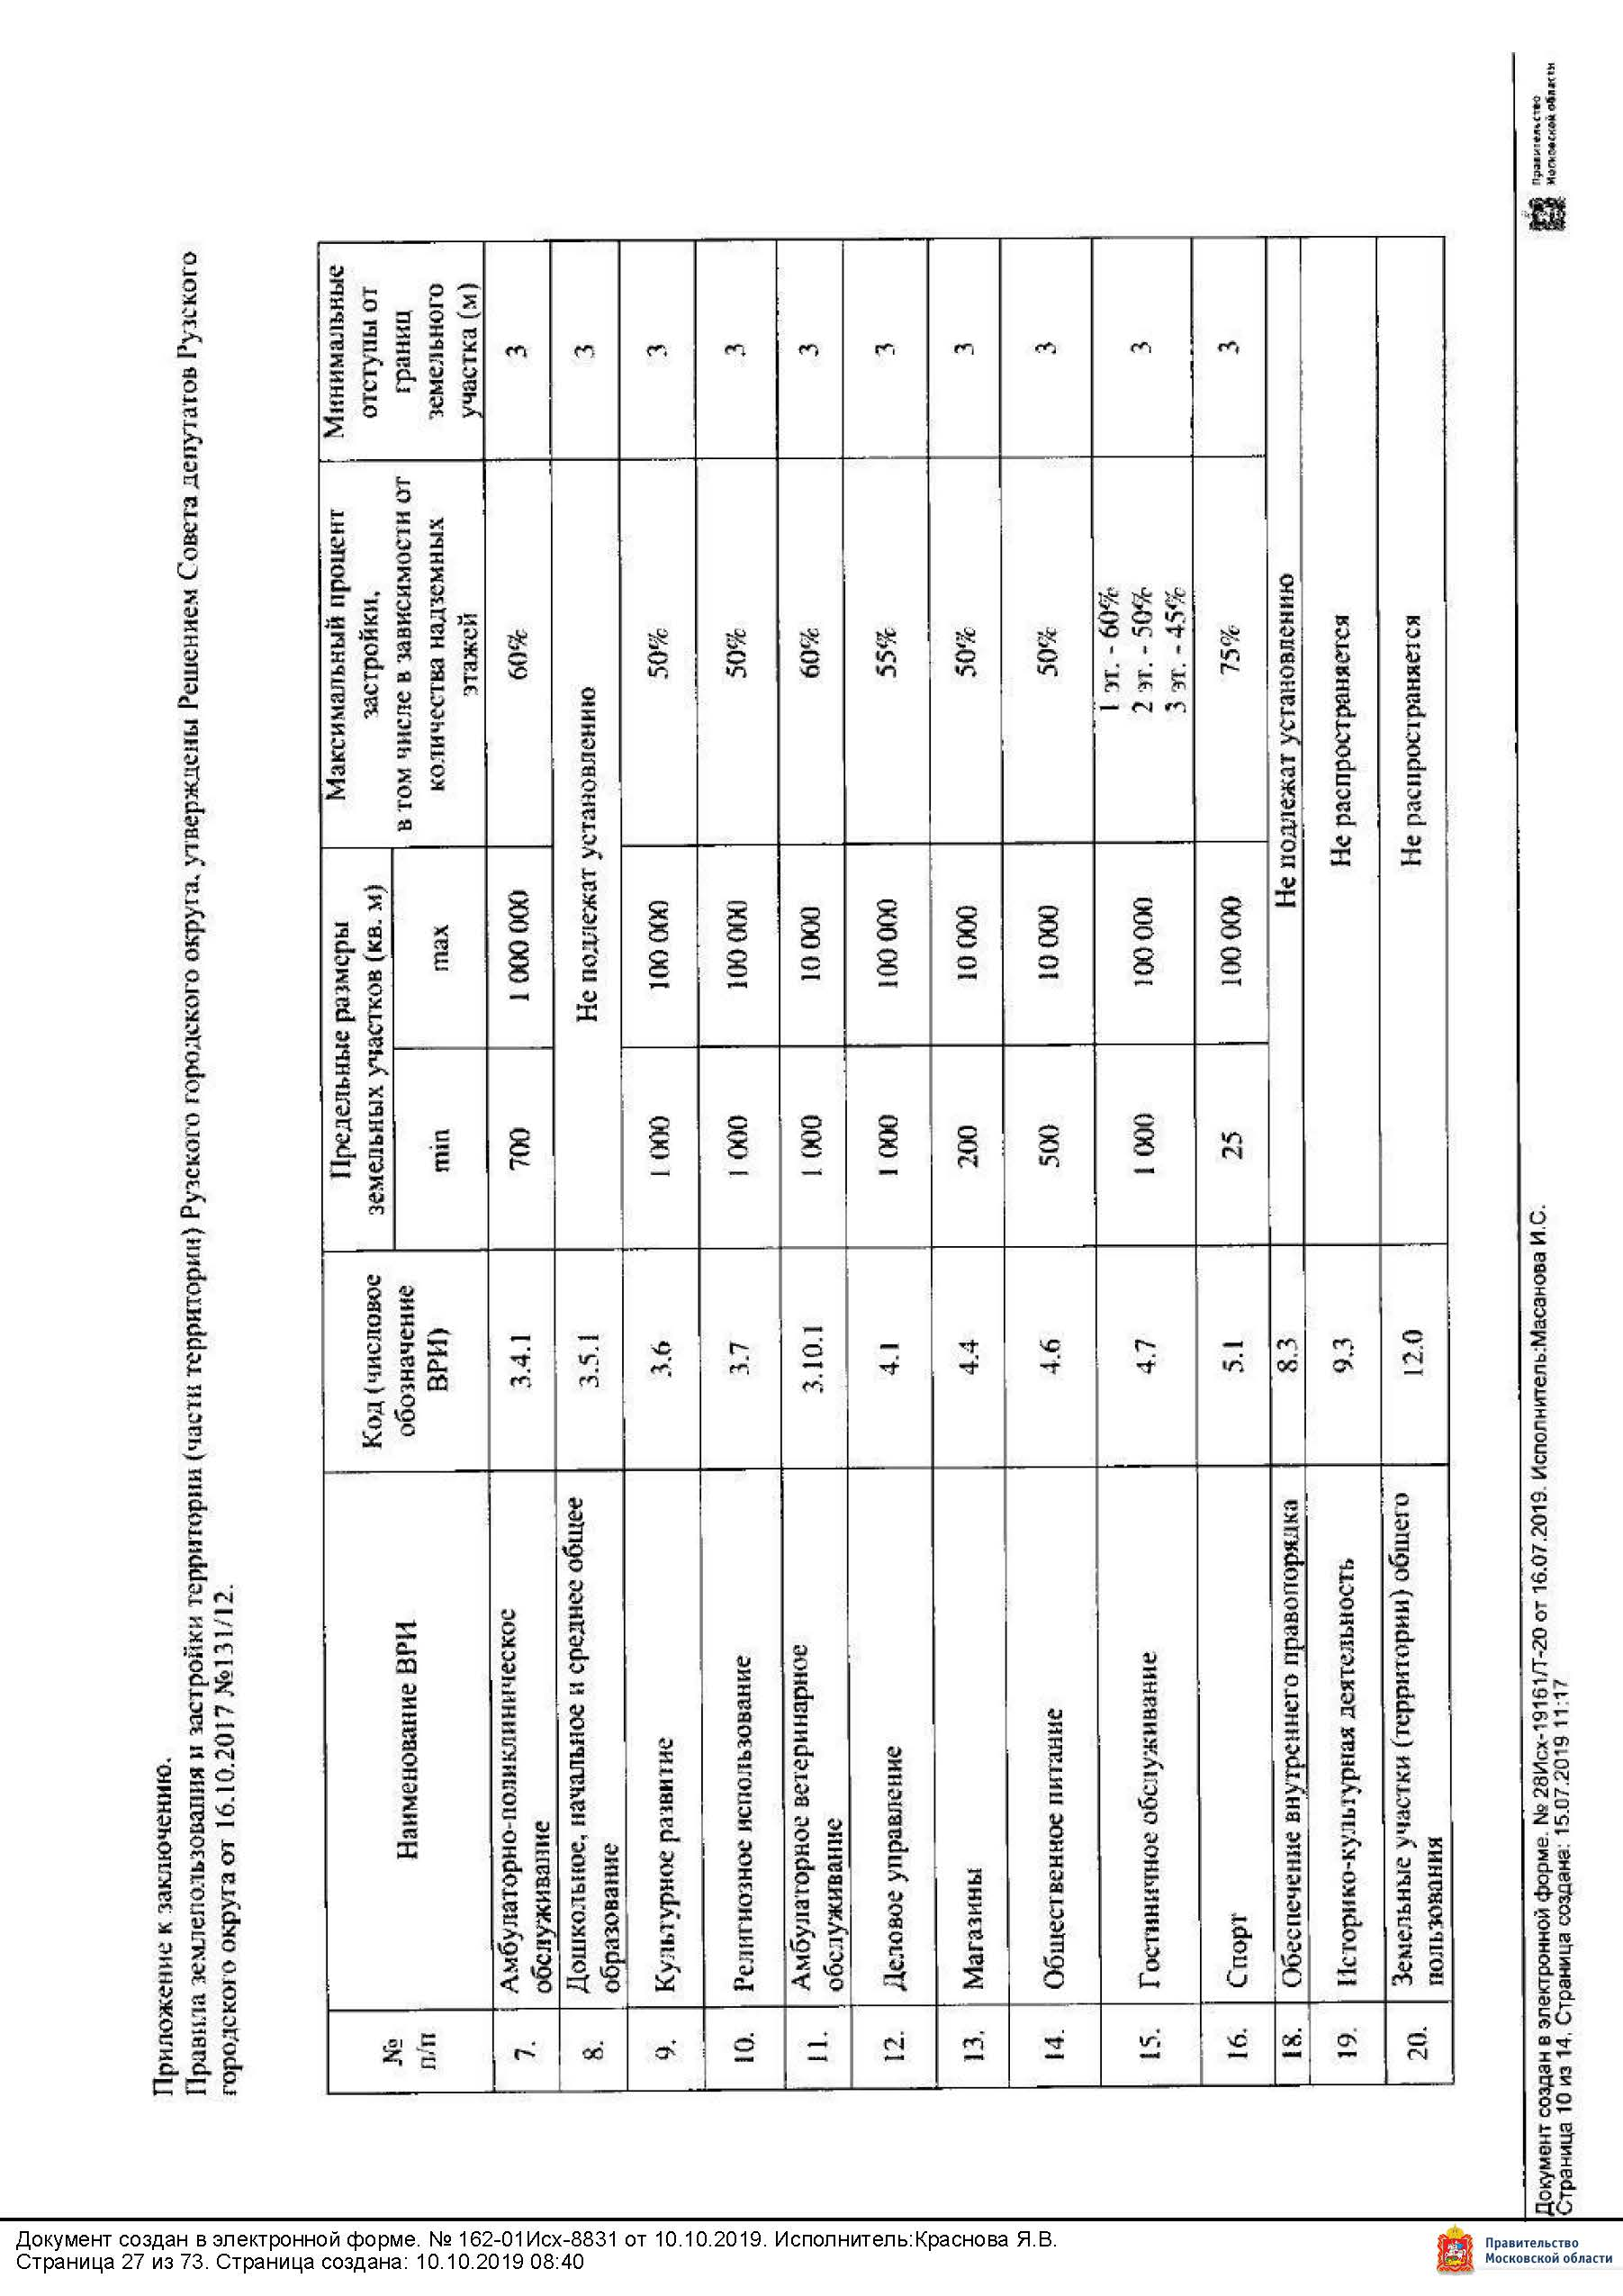 Приложение к заключению.
Правила землепользования и застройки территории (части территории) Рузского городского округа, утверждены Решением Совета депутатов Рузского
городского округа от 16.10.2017 №131/12.
№
п/п
Наименование ВРИ
Код (числовое
обозначение
ВРИ)
Предельные размеры
земельных участков (кв. м)
min
max
Максимальный процент
застройки,
в том числе в зависимости от
количества надземных
этажей
Минимальные
отступы от
границ
земельного
участка (м)
7. Амбулаторно-поликлиническое
обслуживание
3.4.1 700 1 000 000 60% 3
8. Дошкольное, начальное и среднее общее
образование
3.5.1 Не подлежат установлению 3
9. Культурное развитие 3.6 1 000 100 000 50% 3
10. Религиозное использование 3.7 1 000 100 000 50% 3
11. Амбулаторное ветеринарное
обслуживание
3.10.1 1 000 10 000 60% 3
12. Деловое управление 4.1 1 000 100 000 55% 3
13. Магазины 4.4 200 10 000 50% 3
14. Общественное питание 4.6 500 10 000 50% 3
15. Гостиничное обслуживание 4.7 1 000 100 000
1 эт. - 60%
2 эт. - 50%
3 эт. - 45%
3
16. Спорт 5.1 25 100 000 75% 3
18. Обеспечение внутреннего правопорядка 8.3 Не подлежат установлению
19. Историко-культурная деятельность 9.3 Не распространяется
20. Земельные участки (территории) общего
пользования
12.0 Не распространяется
Документ создан в электронной форме. № 28Исх-19161/Т-20 от 16.07.2019. Исполнитель:Масанова И.С.
Страница 10 из 14. Страница создана: 15.07.2019 11:17
Правительство
Московской области
Документ создан в электронной форме. № 162-01Исх-8831 от 10.10.2019. Исполнитель:Краснова Я.В.
Страница 27 из 73. Страница создана: 10.10.2019 08:40
Правительство
Московской области